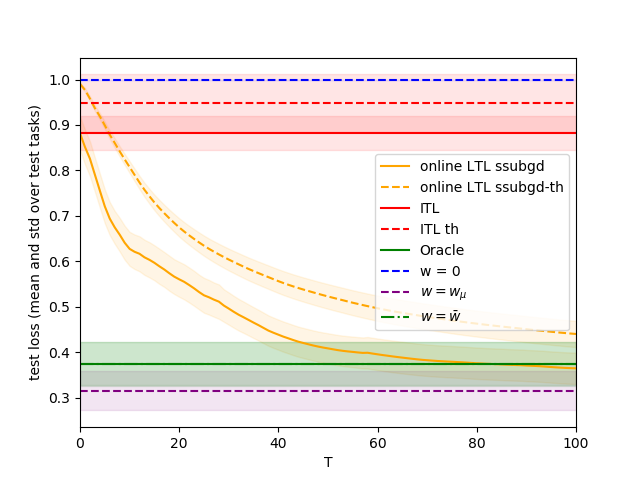 1.0
0.9
0.8
0.7
0.6
0.5
0.4
0.3
test loss (mean and std over test tasks)
online LTL ssubgd
online LTL ssubgd-th
ITL
ITL th
Oracle
w = 0
w = w_μ
w = w̄
0 20 40 60 80 100
T